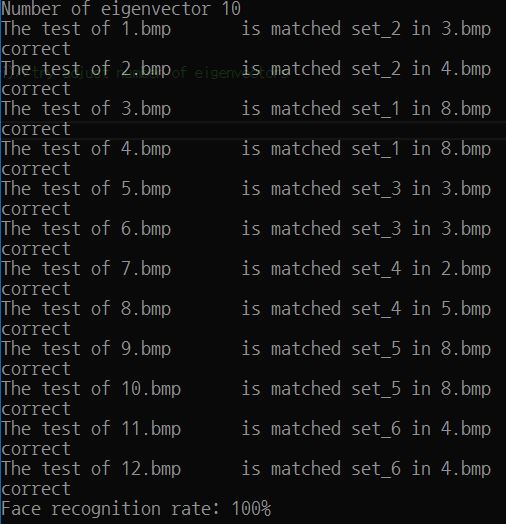 Number of eigenvector 10
The test of 1.bmp is matched set_2 in 3.bmp
correct
The test of 2.bmp is matched set_2 in 4.bmp
correct
The test of 3.bmp is matched set_1 in 8.bmp
correct
The test of 4.bmp is matched set_1 in 8.bmp
correct
The test of 5.bmp is matched set_3 in 3.bmp
correct
The test of 6.bmp is matched set_3 in 3.bmp
correct
The test of 7.bmp is matched set_4 in 2.bmp
correct
The test of 8.bmp is matched set_4 in 5.bmp
correct
The test of 9.bmp is matched set_5 in 8.bmp
correct
The test of 10.bmp is matched set_5 in 8.bmp
correct
The test of 11.bmp is matched set_6 in 4.bmp
correct
The test of 12.bmp is matched set_6 in 4.bmp
correct
Face recognition rate: 100%